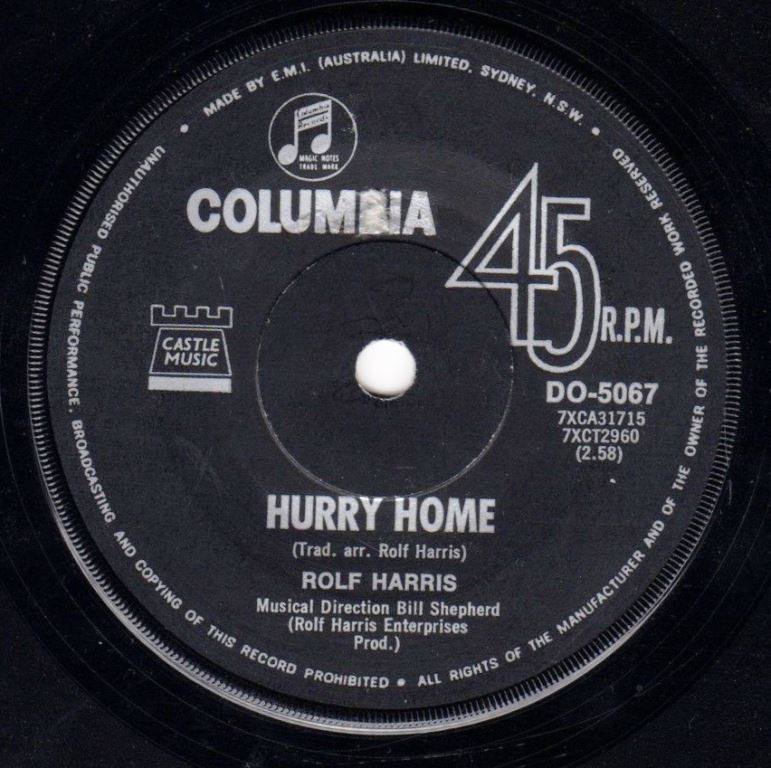 MADE BY E.M.I. (AUSTRALIA) LIMITED. SYDNEY, N.S.W. •
Columbia
Records
MAGIC NOTES
TRADE MARK
COLUMBIA
45 R.P.M.
CASTLE
MUSIC
DO-5067
7XCA31715
7XCT2960
(2.58)
HURRY HOME
(Trad. arr. Rolf Harris)
ROLF HARRIS
Musical Direction Bill Shepherd
(Rolf Harris Enterprises
Prod.)
UNAUTHORISED PUBLIC PERFORMANCE, BROADCASTING AND COPYING OF THIS RECORD PROHIBITED • ALL RIGHTS OF THE MANUFACTURER AND OF THE OWNER OF THE RECORDED WORK RESERVED